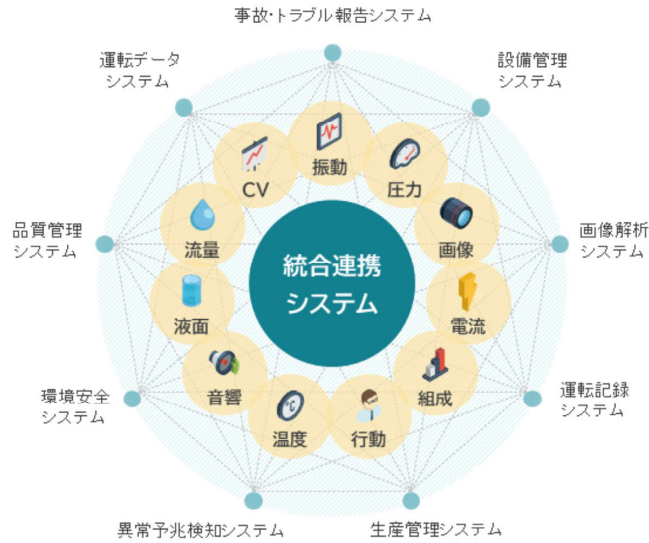 事故・トラブル報告システム
設備管理
システム
画像解析
システム
運転記録
システム
生産管理システム
異常予兆検知システム
環境安全
システム
品質管理
システム
運転データ
システム
振動
圧力
画像
電流
組成
行動
℃
温度
音響
液面
流量
CV
統合連携
システム